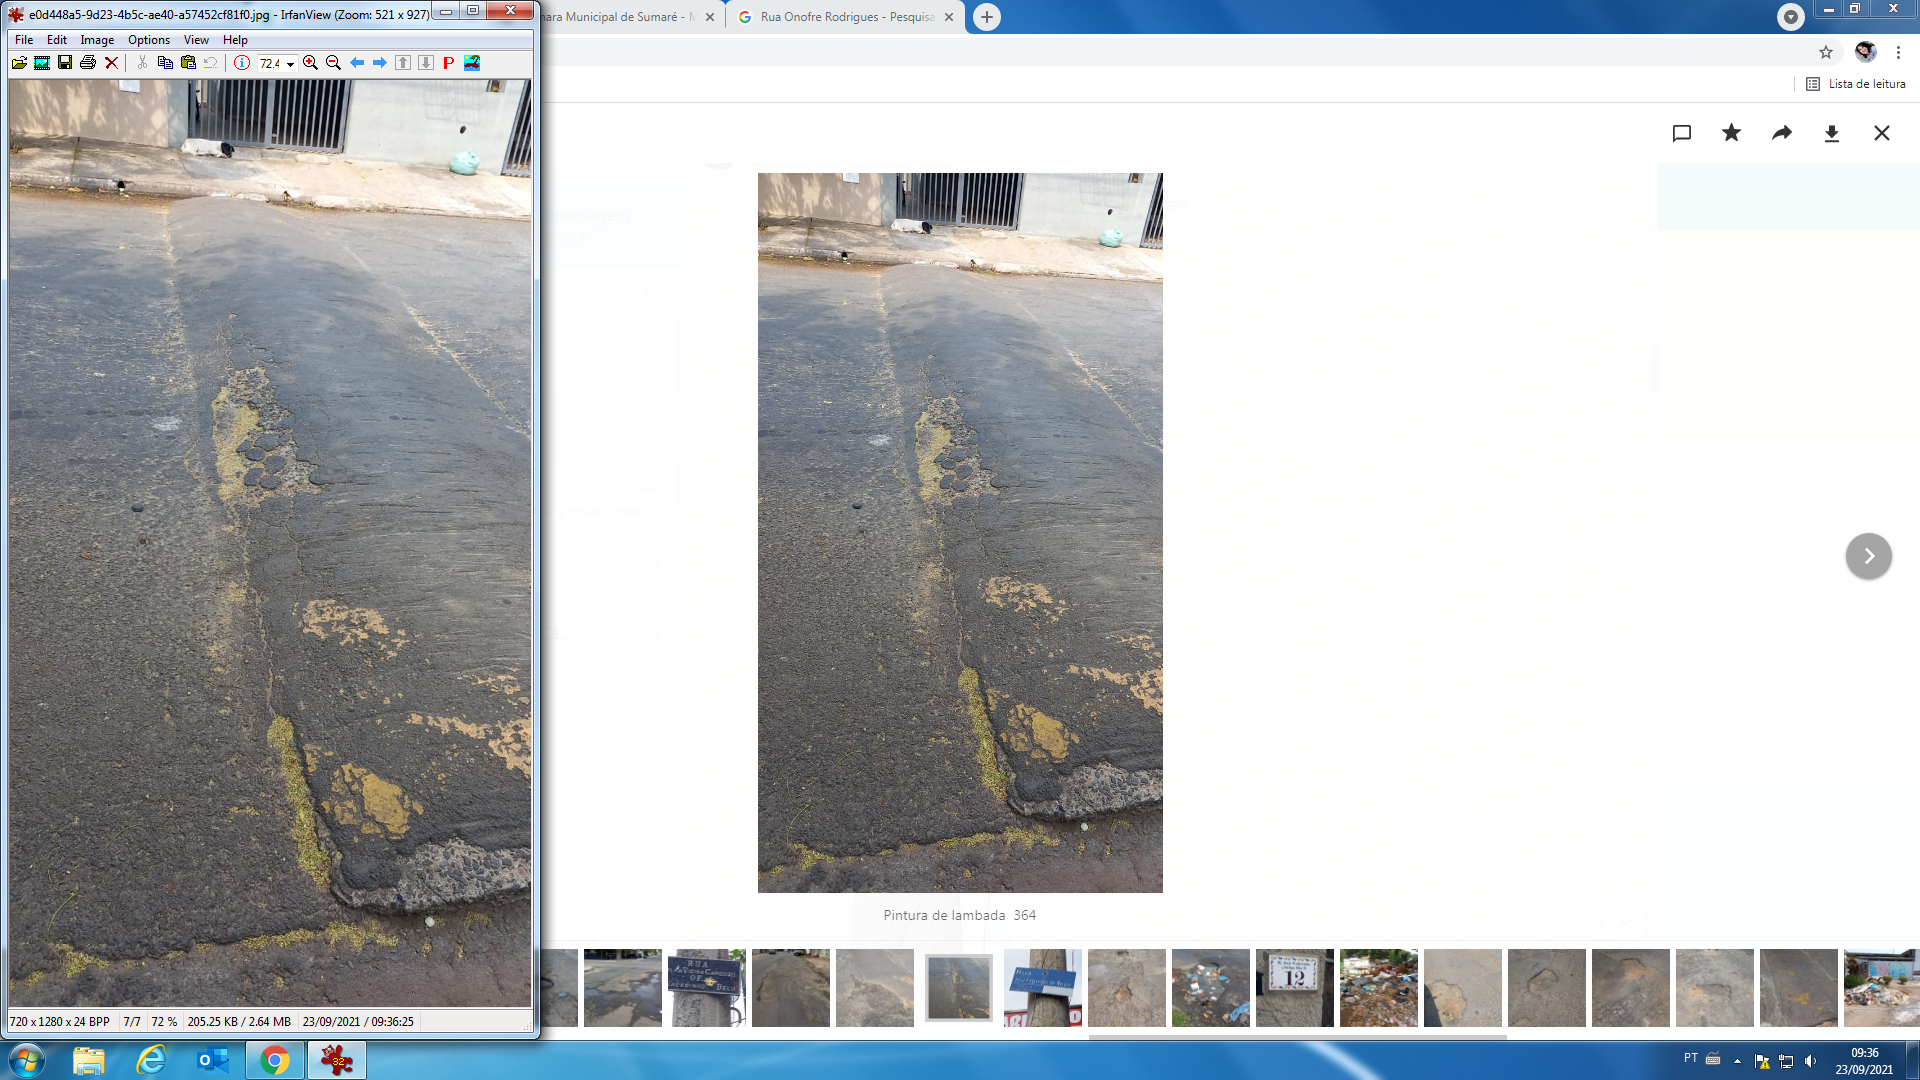 e0d448a5-9d23-4b5c-ae40-a57452cf81f0.jpg - IrfanView (Zoom: 521 x 927)
File Edit Image Options View Help
72.4
nara Municipal de Sumaré - M
Rua Onofre Rodrigues - Pesquisa
Lista de leitura
Pintura de lambada 364
RUA
12
720 x 1280 x 24 BPP 7/7 72 % 205.25 KB / 2.64 MB 23/09/2021 / 09:36:25
32
PT
09:36
23/09/2021